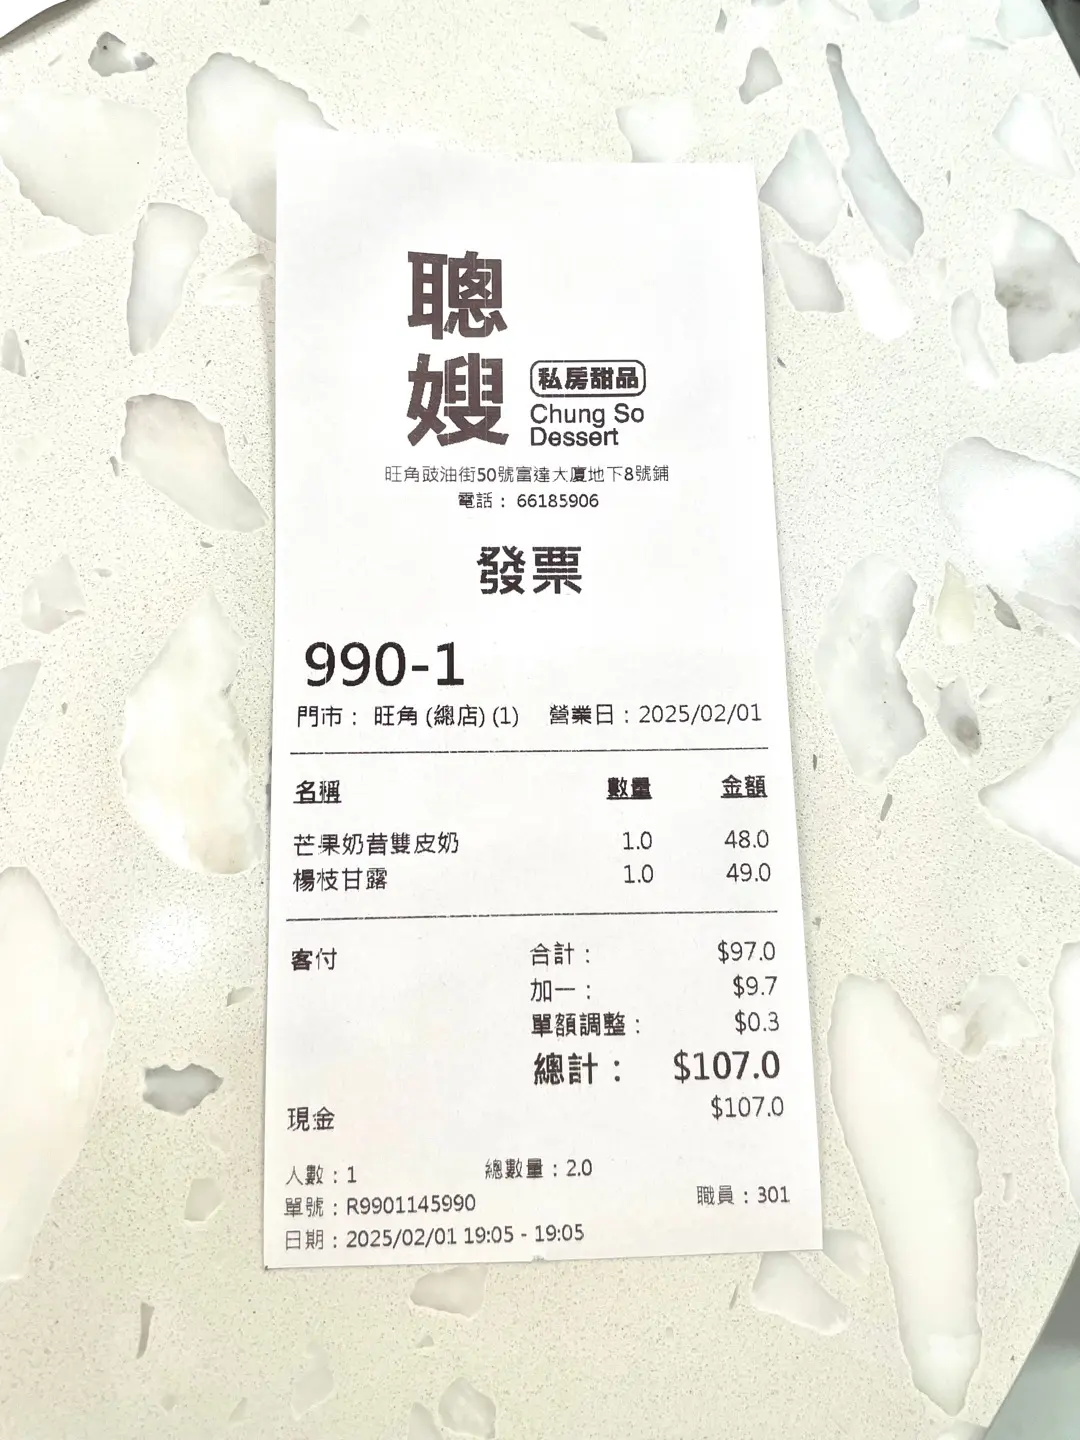 聰嫂
私房甜品
Chung So
Dessert
旺角豉油街50號富達大廈地下8號鋪
電話： 66185906
發票
990-1
門市： 旺角 (總店) (1) 營業日：2025/02/01
名稱 數量 金額
芒果奶昔雙皮奶 1.0 48.0
楊枝甘露 1.0 49.0
客付 合計： $97.0
加一： $9.7
單額調整： $0.3
總計： $107.0
現金 $107.0
人數：1 總數量：2.0
單號：R9901145990 職員：301
日期：2025/02/01 19:05 - 19:05